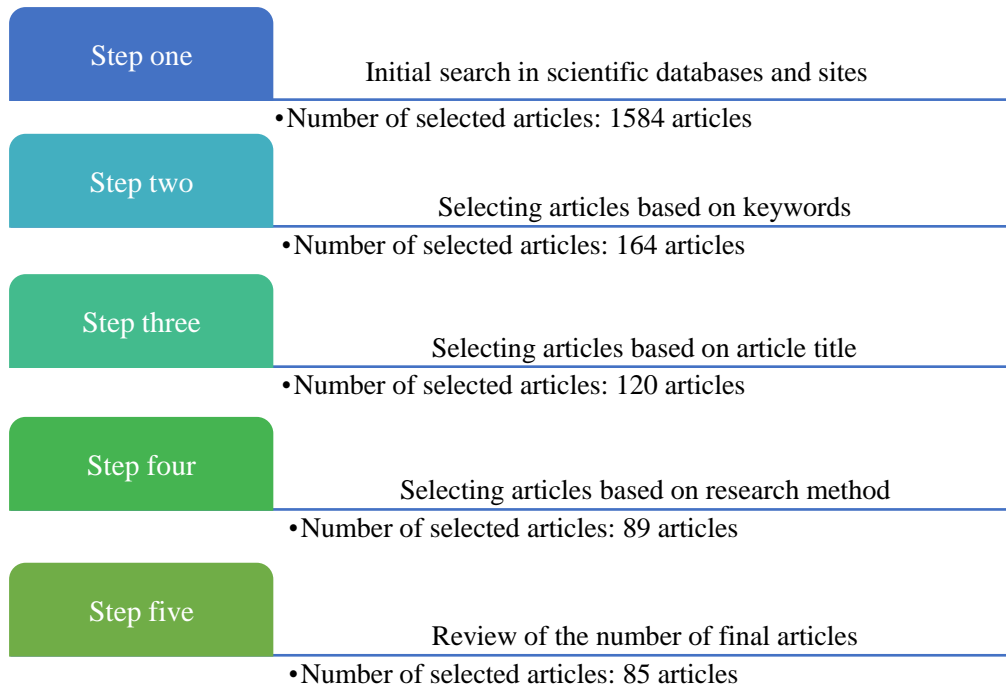 Step one
Initial search in scientific databases and sites
•Number of selected articles: 1584 articles
Step two
Selecting articles based on keywords
•Number of selected articles: 164 articles
Step three
Selecting articles based on article title
•Number of selected articles: 120 articles
Step four
Selecting articles based on research method
•Number of selected articles: 89 articles
Step five
Review of the number of final articles
•Number of selected articles: 85 articles